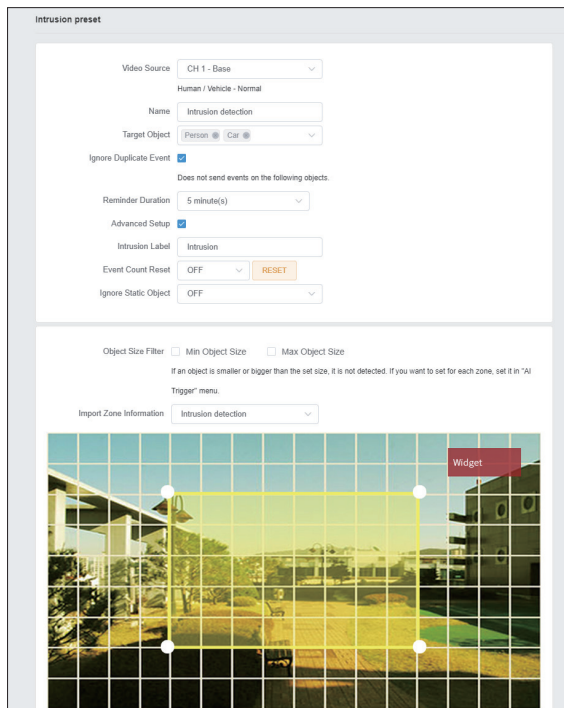 Intrusion preset
Video Source CH 1 - Base
Human / Vehicle - Normal
Name Intrusion detection
Target Object Person Car
Ignore Duplicate Event
Does not send events on the following objects.
Reminder Duration 5 minute(s)
Advanced Setup
Intrusion Label Intrusion
Event Count Reset OFF RESET
Ignore Static Object OFF
Object Size Filter Min Object Size Max Object Size
If an object is smaller or bigger than the set size, it is not detected. If you want to set for each zone, set it in "AI
Trigger" menu.
Import Zone Information Intrusion detection
Widget